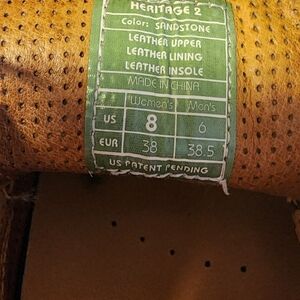 HERITAGE 2
Color: SANDSTONE
LEATHER UPPER
LEATHER LINING
LEATHER INSOLE
MADE IN CHINA
Women's Men's
US 8 6
EUR 38 38.5
US PATENT PENDING